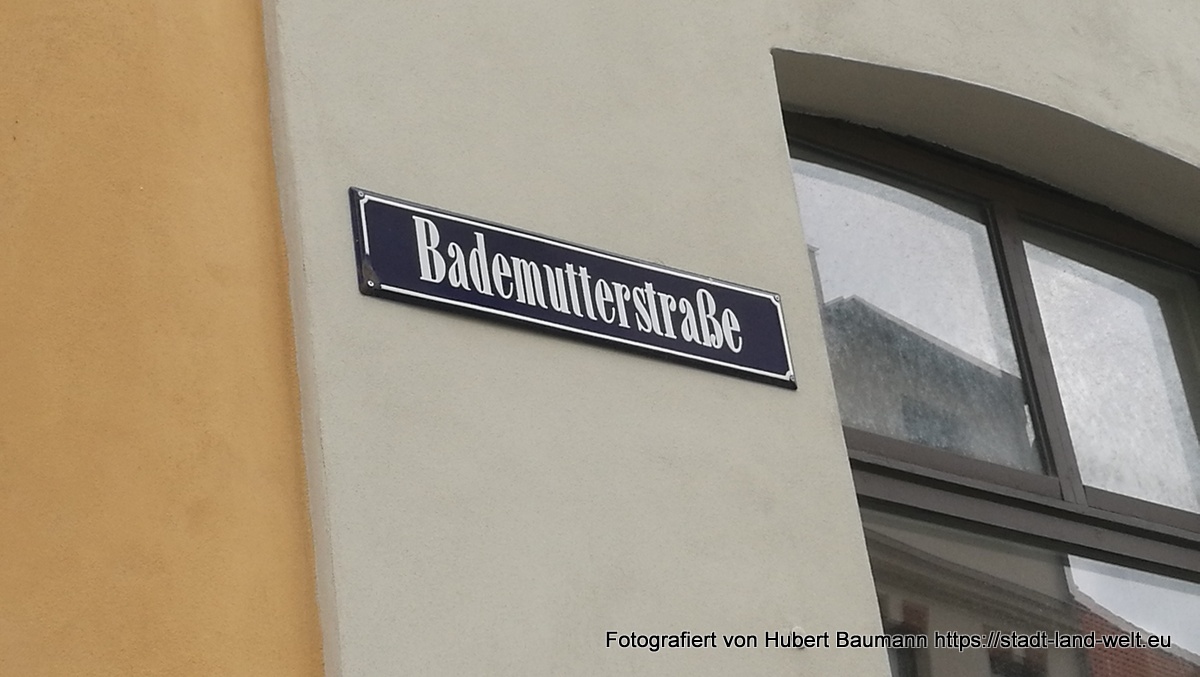 Bademutterstraße
Fotografiert von Hubert Baumann https://stadt-land-welt.eu